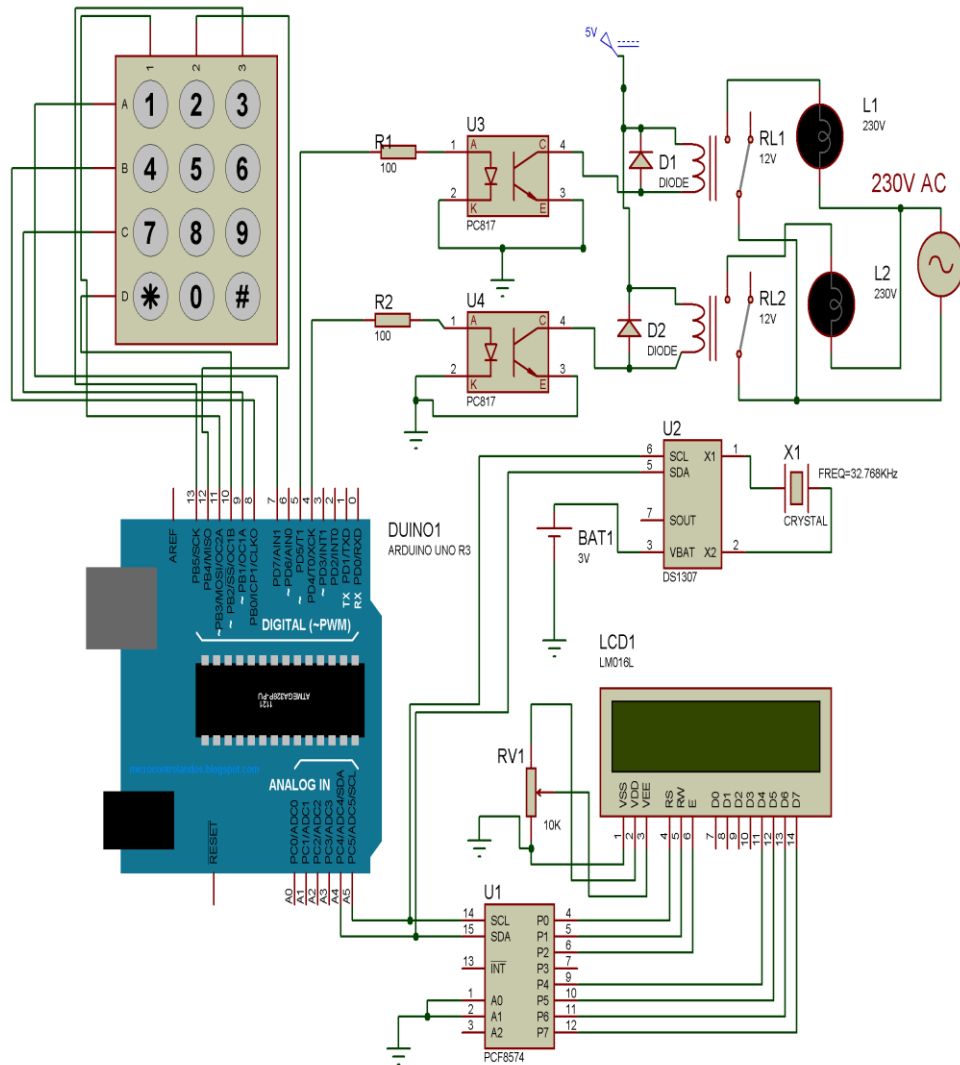 1
2
3
A
1 2 3
B
4 5 6
C
7 8 9
D
* 0 #
R1
100
U3
1
A
C
4
2
K
E
3
PC817
R2
100
U4
1
A
C
4
2
K
E
3
PC817
5V
D1
DIODE
RL1
12V
L1
230V
230V AC
D2
DIODE
RL2
12V
L2
230V
DUINO1
ARDUINO UNO R3
AREF
13
PB5/SCK
12
PB4/MISO
11
~PB3/MOSI/OC2A
10
~PB2/SS/OC1B
9
~PB1/OC1A
8
PB0/ICP1/CLKO
7
PD7/AIN1
6
~PD6/AIN0
5
~PD5/T1
4
PD4/T0/XCK
3
~PD3/INT1
2
PD2/INT0
1
TX PD1/TXD
0
RX PD0/RXD
DIGITAL (~PWM)
ATMEGA328P-PU
1121
ANALOG IN
RESET
PC0/ADC0
A0
PC1/ADC1
A1
PC2/ADC2
A2
PC3/ADC3
A3
PC4/ADC4/SDA
A4
PC5/ADC5/SCL
A5
U2
6
SCL
X1
1
5
SDA
7
SOUT
3
VBAT
X2
2
DS1307
X1
FREQ=32.768KHz
CRYSTAL
BAT1
3V
LCD1
LM016L
RV1
10K
VSS
VDD
VEE
RS
RW
E
D0
D1
D2
D3
D4
D5
D6
D7
1
2
3
4
5
6
7
8
9
10
11
12
13
14
U1
14
SCL
P0
4
15
SDA
P1
5
P2
6
13
INT
P3
7
P4
9
1
A0
P5
10
2
A1
P6
11
3
A2
P7
12
PCF8574